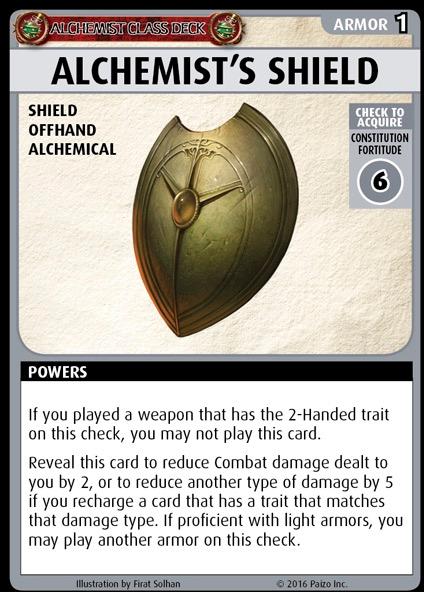 ALCHEMIST CLASS DECK
ARMOR 1
ALCHEMIST'S SHIELD
SHIELD
OFFHAND
ALCHEMICAL
CHECK TO
ACQUIRE
CONSTITUTION
FORTITUDE
6
POWERS
If you played a weapon that has the 2-Handed trait
on this check, you may not play this card.
Reveal this card to reduce Combat damage dealt to
you by 2, or to reduce another type of damage by 5
if you recharge a card that has a trait that matches
that damage type. If proficient with light armors, you
may play another armor on this check.
Illustration by Firat Solhan
© 2016 Paizo Inc.